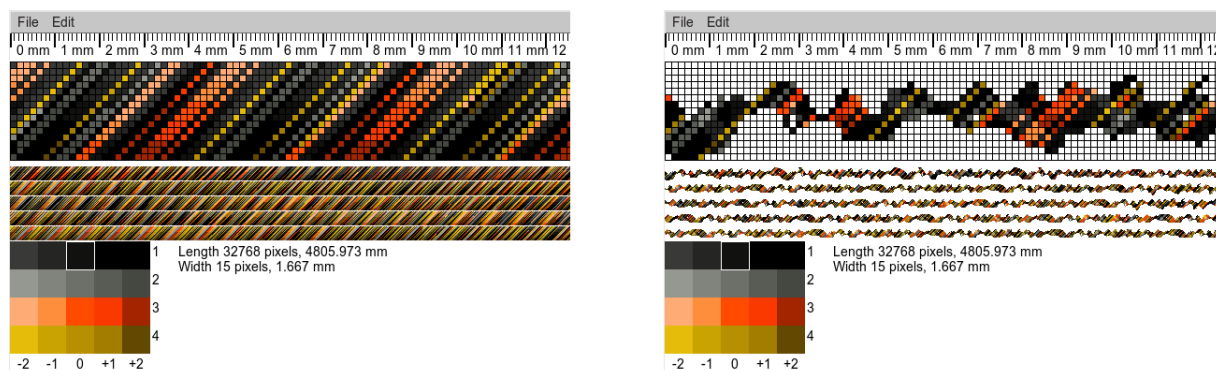 File Edit
0 mm 1 mm 2 mm 3 mm 4 mm 5 mm 6 mm 7 mm 8 mm 9 mm 10 mm 11 mm 12
1 Length 32768 pixels, 4805.973 mm
Width 15 pixels, 1.667 mm
2
3
4
-2 -1 0 +1 +2
File Edit
0 mm 1 mm 2 mm 3 mm 4 mm 5 mm 6 mm 7 mm 8 mm 9 mm 10 mm 11 mm
1 Length 32768 pixels, 4805.973 mm
Width 15 pixels, 1.667 mm
2
3
4
-2 -1 0 +1 +2